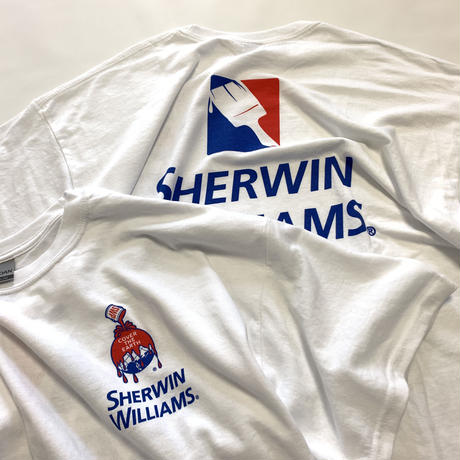 SHERWIN
WILLIAMS®
COVER
THE
EARTH
SHERWIN
WILLIAMS®